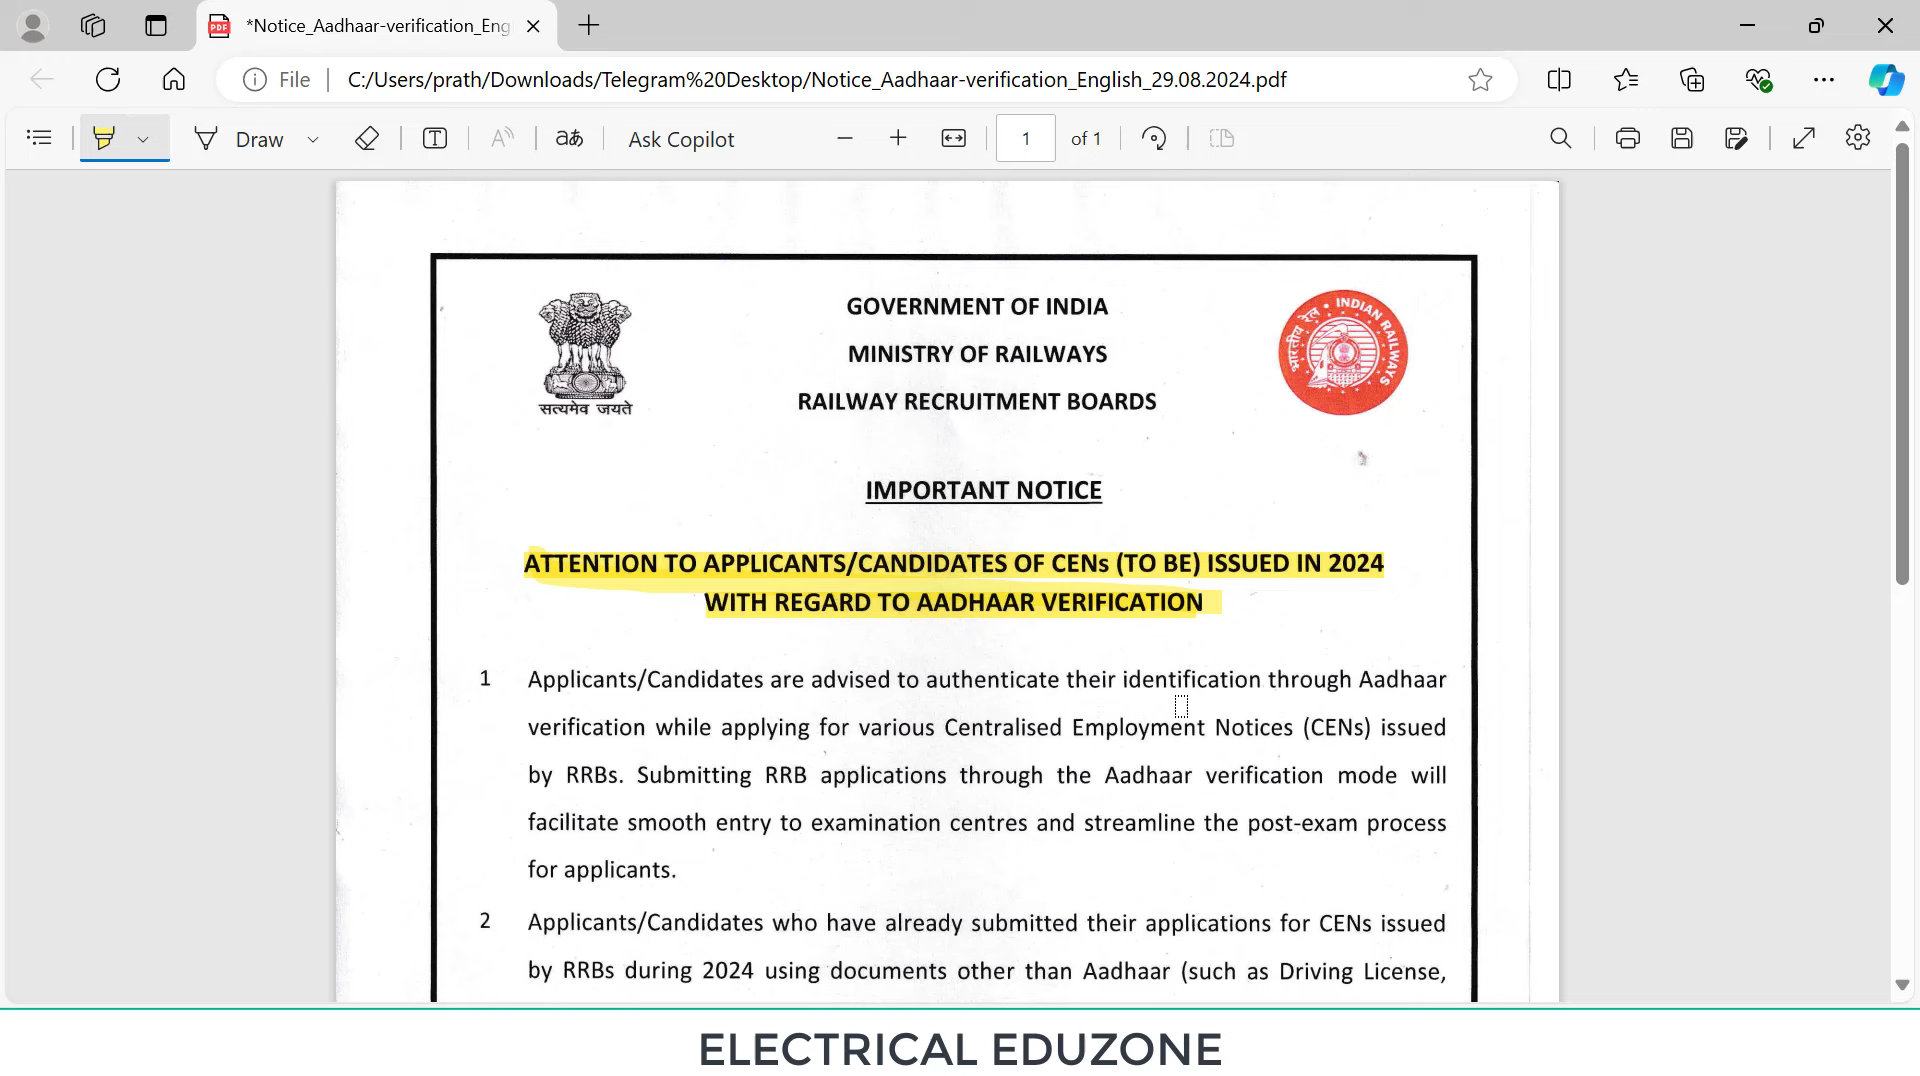 *Notice_Aadhaar-verification_Eng
File
C:/Users/prath/Downloads/Telegram%20Desktop/Notice_Aadhaar-verification_English_29.08.2024.pdf
Draw
aあ
Ask Copilot
1
of 1
GOVERNMENT OF INDIA
MINISTRY OF RAILWAYS
RAILWAY RECRUITMENT BOARDS
सत्यमेव जयते
भारतीय रेल • INDIAN RAILWAYS
IMPORTANT NOTICE
ATTENTION TO APPLICANTS/CANDIDATES OF CENs (TO BE) ISSUED IN 2024
WITH REGARD TO AADHAAR VERIFICATION
1 Applicants/Candidates are advised to authenticate their identification through Aadhaar
verification while applying for various Centralised Employment Notices (CENs) issued
by RRBs. Submitting RRB applications through the Aadhaar verification mode will
facilitate smooth entry to examination centres and streamline the post-exam process
for applicants.
2 Applicants/Candidates who have already submitted their applications for CENs issued
by RRBs during 2024 using documents other than Aadhaar (such as Driving License,
ELECTRICAL EDUZONE